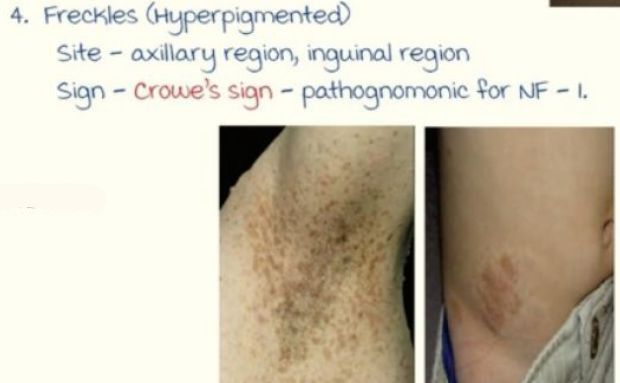 4. Freckles (Hyperpigmented)
Site - axillary region, inguinal region
Sign - Crowe's sign - pathognomonic for NF - 1.